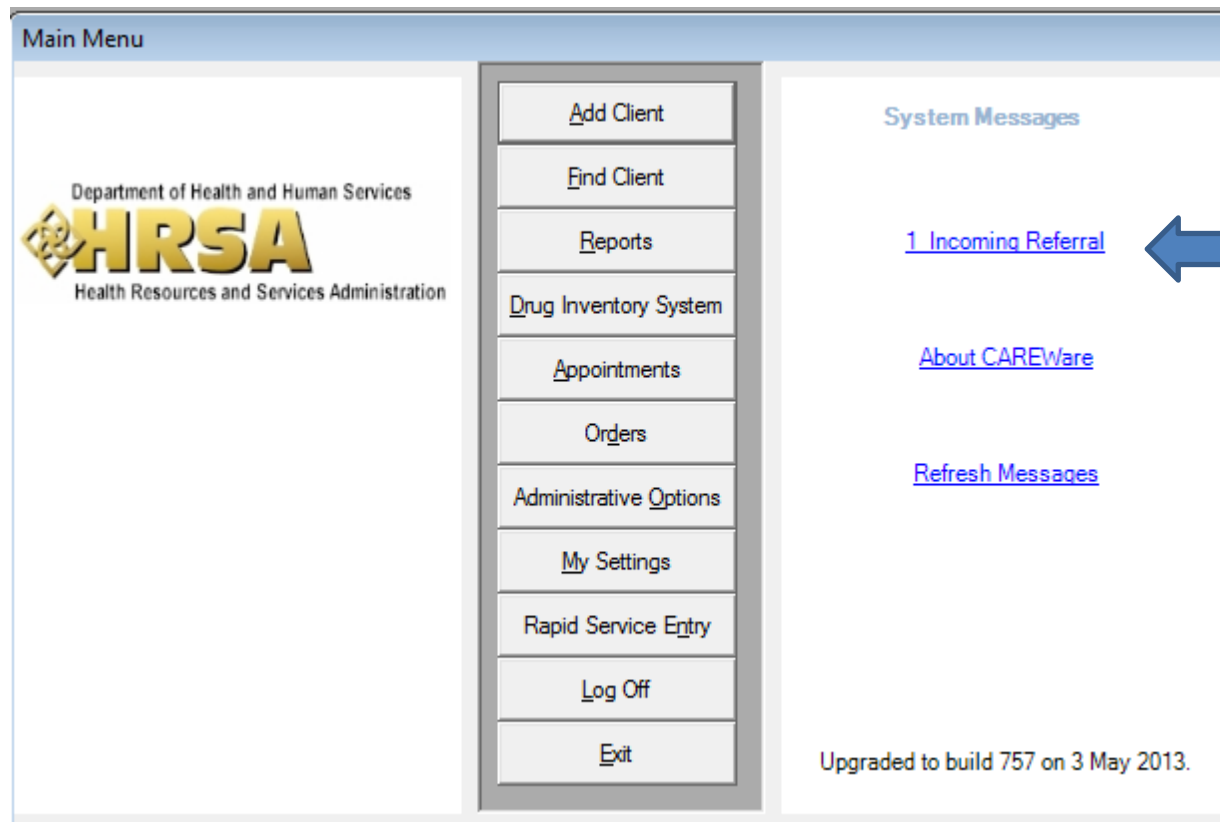 Main Menu
Department of Health and Human Services
HRSA
Health Resources and Services Administration
Add Client
Find Client
Reports
Drug Inventory System
Appointments
Orders
Administrative Options
My Settings
Rapid Service Entry
Log Off
Exit
System Messages
1 Incoming Referral
About CAREWare
Refresh Messages
Upgraded to build 757 on 3 May 2013.